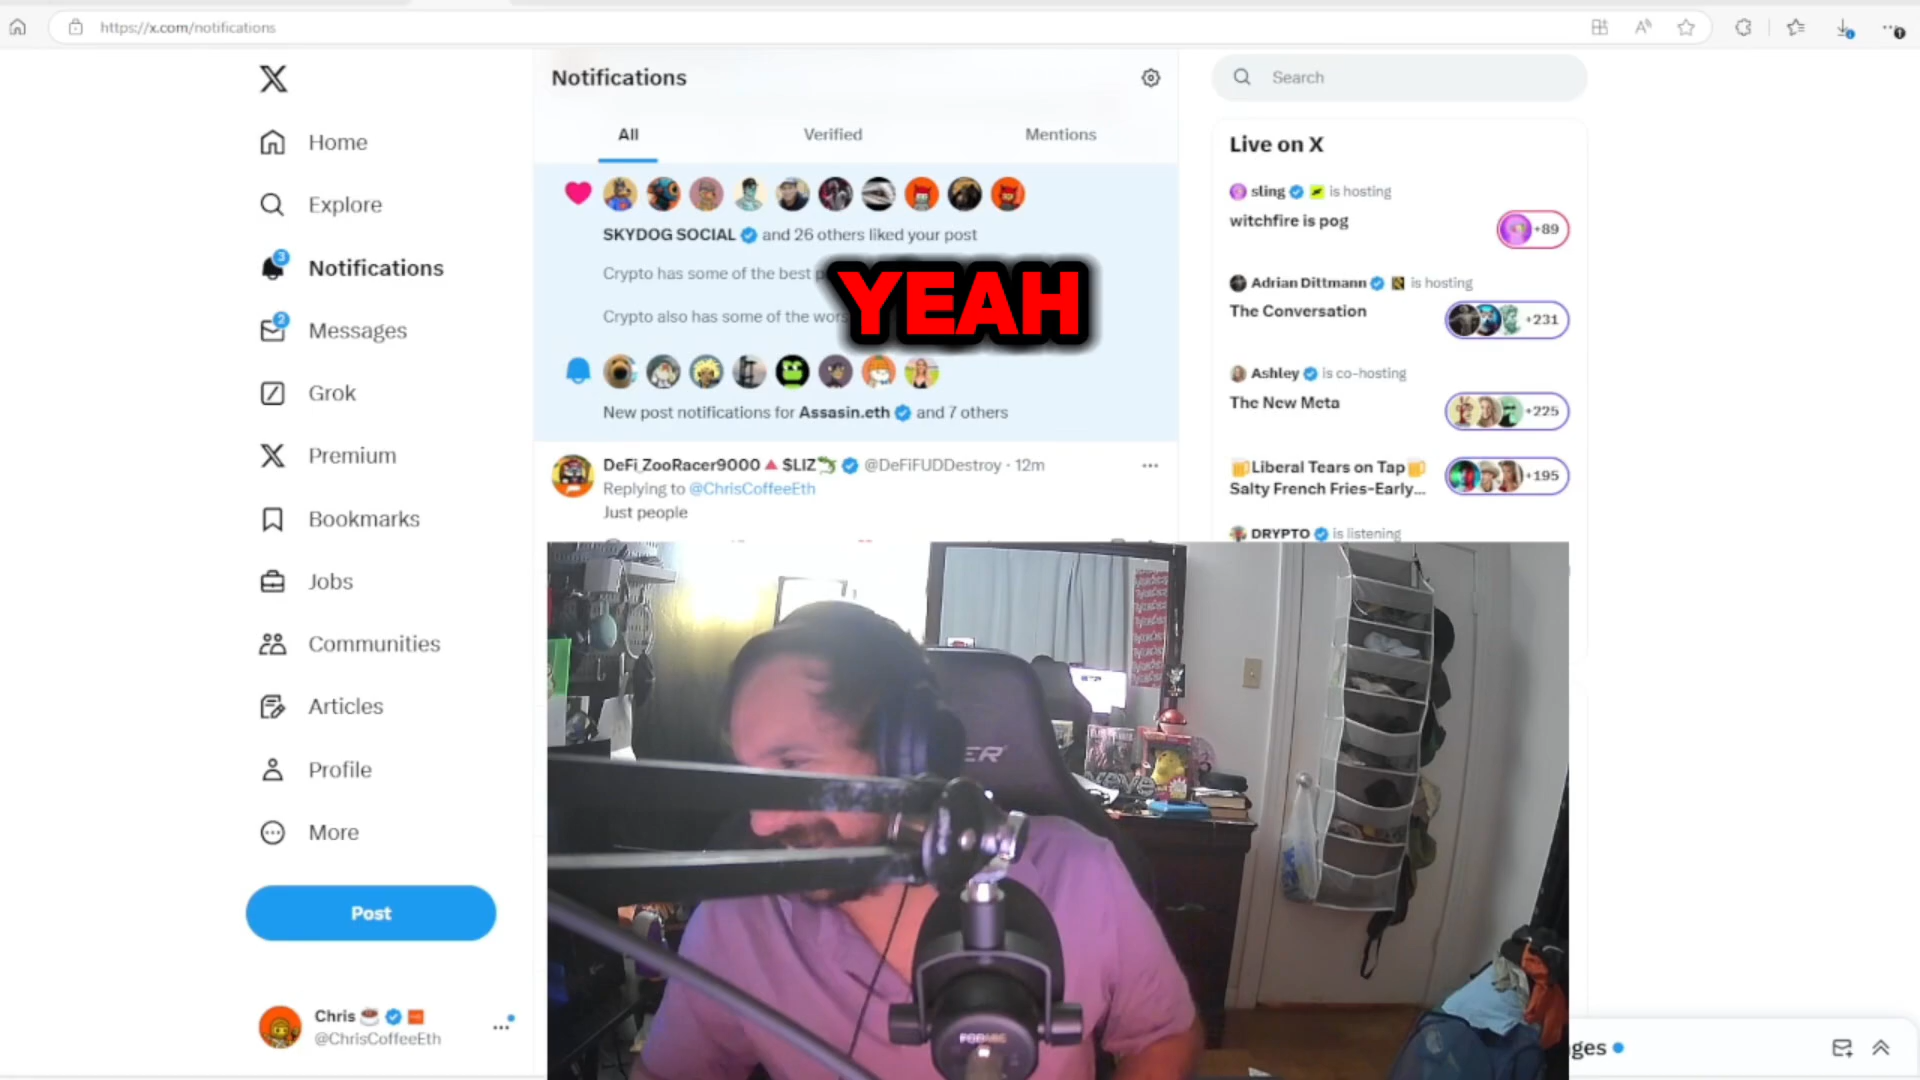 https://x.com/notifications
Notifications
Search
All
Verified
Mentions
Live on X
Home
Explore
3
Notifications
2
Messages
Grok
Premium
Bookmarks
Jobs
Communities
Articles
Profile
More
Post
Chris
@ChrisCoffeeEth
SKYDOG SOCIAL and 26 others liked your post
Crypto has some of the best
Crypto also has some of the
YEAH
New post notifications for Assasin.eth and 7 others
DeFi_ZooRacer9000 $LIZ @DeFiFUDDestroy · 12m
Replying to @ChrisCoffeeEth
Just people
sling is hosting
witchfire is pog
+89
Adrian Dittmann is hosting
The Conversation
+231
Ashley is co-hosting
The New Meta
+225
Liberal Tears on Tap
Salty French Fries-Early...
+195
DRYPTO is listening
ges